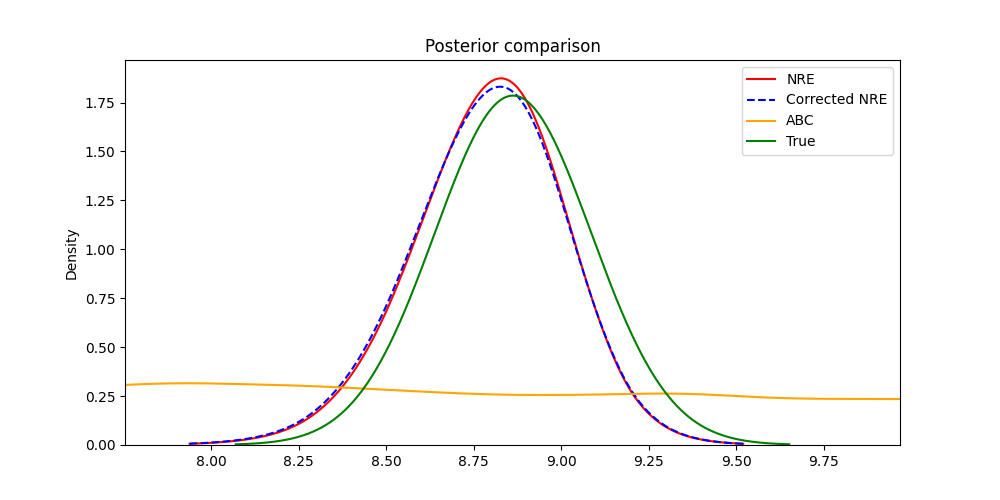 Posterior comparison
NRE
Corrected NRE
ABC
True
Density
1.75
1.50
1.25
1.00
0.75
0.50
0.25
0.00
8.00 8.25 8.50 8.75 9.00 9.25 9.50 9.75